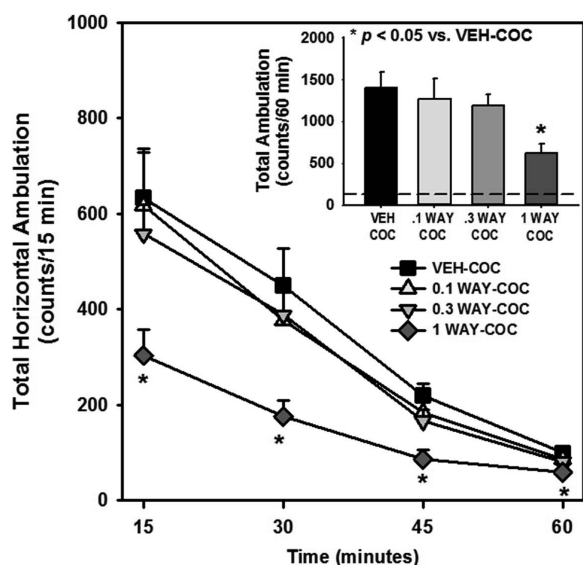 * p < 0.05 vs. VEH-COC
Total Ambulation
(counts/60 min)
2000
1500
1000
500
0
*
VEH
COC
.1 WAY
COC
.3 WAY
COC
1 WAY
COC
VEH-COC
0.1 WAY-COC
0.3 WAY-COC
1 WAY-COC
Total Horizontal Ambulation
(counts/15 min)
1000
800
600
400
200
0
*
*
*
*
15
30
45
60
Time (minutes)